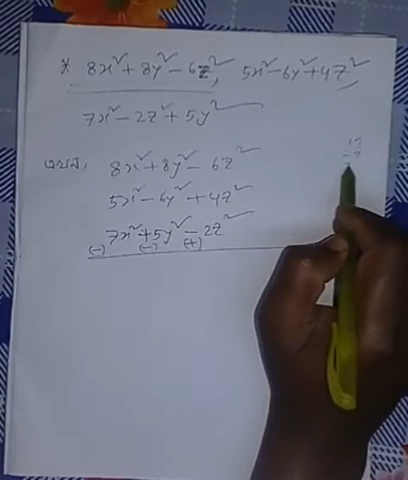 * 8x² + 8y² - 6z², 5x² - 6y² + 4z²
7x² - 2z² + 5y²
এখন, 8x² + 8y² - 6z²
5x² - 6y² + 4z²
7x² + 5y² - 2z²
(-) (-) (+)